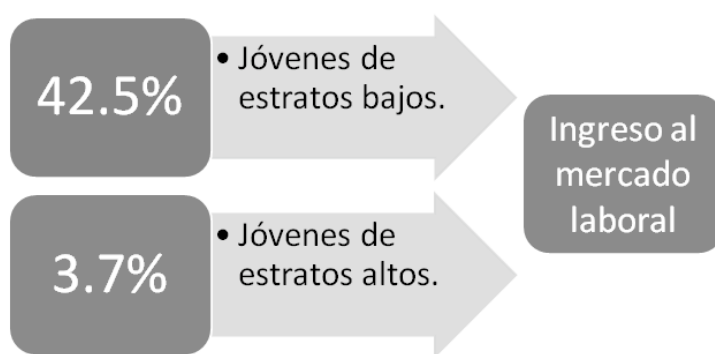 42.5%
• Jóvenes de
estratos bajos.
3.7%
• Jóvenes de
estratos altos.
Ingreso al
mercado
laboral